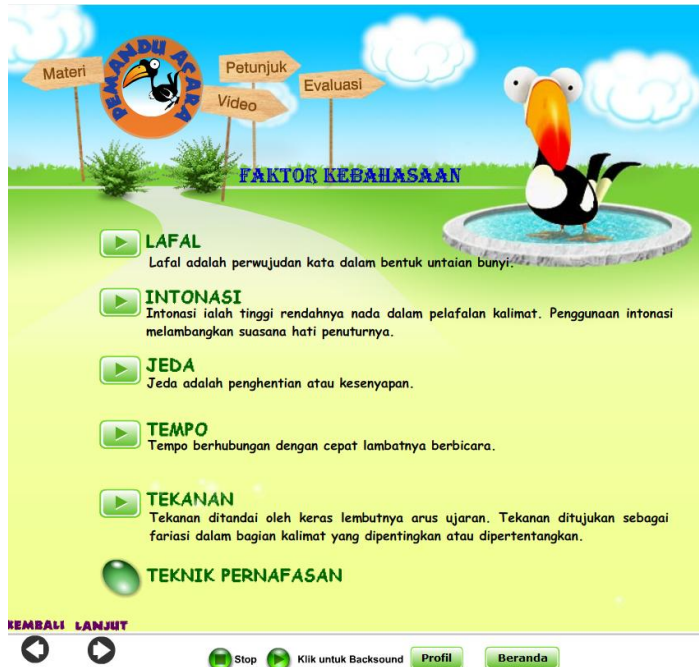 Materi
PEMANDU ACARA
Petunjuk
Video
Evaluasi
FAKTOR KEBAHASAAN
LAFAL
Lafal adalah perwujudan kata dalam bentuk untaian bunyi.
INTONASI
Intonasi ialah tinggi rendahnya nada dalam pelafalan kalimat. Penggunaan intonasi
melambangkan suasana hati penuturnya.
JEDA
Jeda adalah penghentian atau kesenyapan.
TEMPO
Tempo berhubungan dengan cepat lambatnya berbicara.
TEKANAN
Tekanan ditandai oleh keras lembutnya arus ujaran. Tekanan ditujukan sebagai
fariasi dalam bagian kalimat yang dipentingkan atau dipertentangkan.
TEKNIK PERNAFASAN
KEMBALI LANJUT
Stop Klik untuk Backsound Profil Beranda